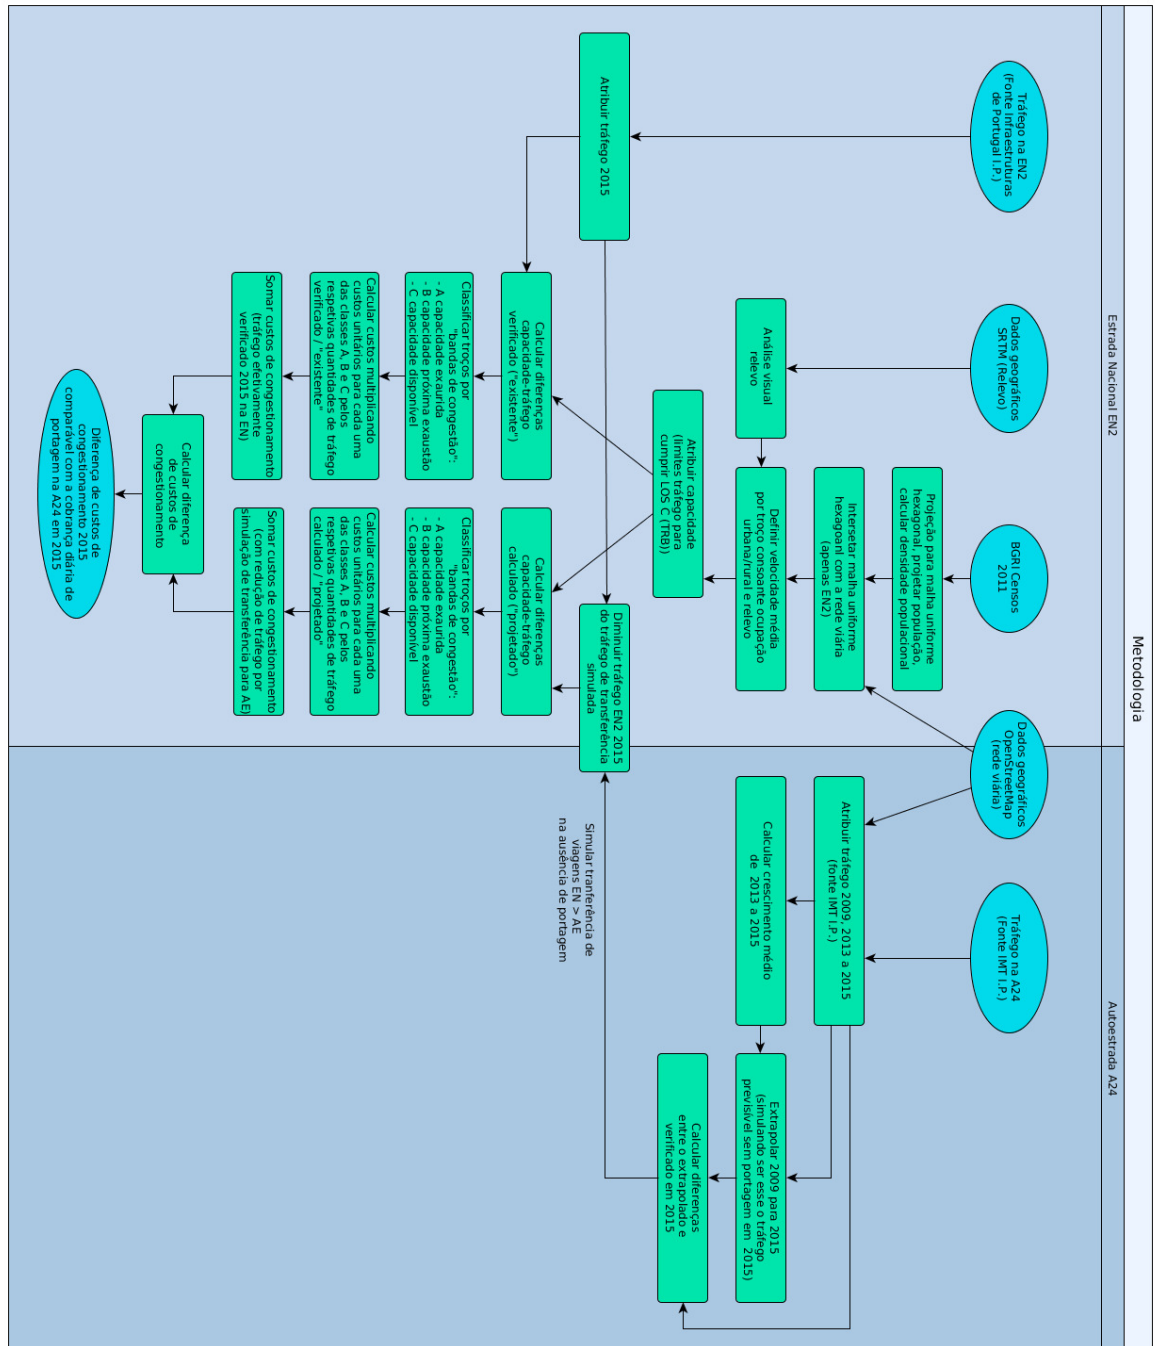 Metodologia
Estrada Nacional EN2
Autoestrada A24
Tráfego na EN2
(Fonte Infraestruturas
de Portugal I.P.)
Dados geográficos
SRTM (Relevo)
BGRI Censos
2011
Dados geográficos
OpenStreetMap
(rede viária)
Tráfego na A24
(Fonte IMT I.P.)
Projeção para malha uniforme
hexagonal, projetar população,
calcular densidade populacional
Intersetar malha uniforme
hexagoanl com a rede viária
(apenas EN2)
Atribuir tráfego 2009, 2013 a 2015
(fonte IMT I.P.)
Análise visual
relevo
Definir velocidade média
por troço consoante ocupação
urbana/rural e relevo
Calcular crescimento médio
de 2013 a 2015
Extrapolar 2009 para 2015
(simulando ser esse o tráfego
previsível sem portagem em 2015)
Atribuir capacidade
(limites tráfego para
cumprir LOS C (TRB))
Calcular diferenças
entre o extrapolado e
verificado em 2015
Atribuir tráfego 2015
Diminuir tráfego EN2 2015
do tráfego de transferência
simulada
Simular tranferência de
viagens EN > AE
na ausência de portagem
Calcular diferenças
capacidade-tráfego
verificado ("existente")
Calcular diferenças
capacidade-tráfego
calculado ("projetado")
Classificar troços por
"bandas de congestão":
- A capacidade exaurida
- B capacidade próxima exaustão
- C capacidade disponível
Classificar troços por
"bandas de congestão":
- A capacidade exaurida
- B capacidade próxima exaustão
- C capacidade disponível
Calcular custos multiplicando
custos unitários para cada uma
das classes A, B e C pelos
respetivas quantidades de tráfego
verificado / "existente"
Calcular custos multiplicando
custos unitários para cada uma
das classes A, B e C pelos
respetivas quantidades de tráfego
calculado / "projetado"
Somar custos de congestionamento
(tráfego efetivamente
verificado 2015 na EN)
Somar custos de congestionamento
(com redução de tráfego por
simulação de transferência para AE)
Calcular diferença
de custos de
congestionamento
Diferença de custos de
congestionamento 2015
comparável com a cobrança diária de
portagem na A24 em 2015